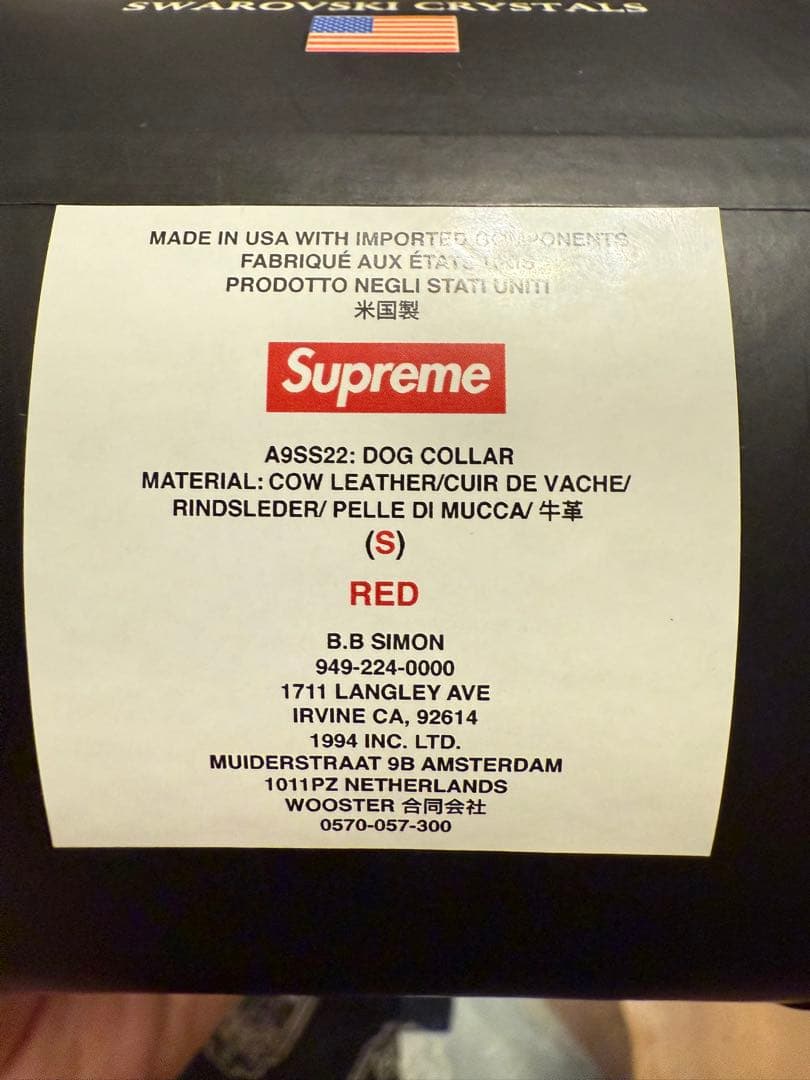 SWAROVSKI CRYSTALS
MADE IN USA WITH IMPORTED COMPONENTS
FABRIQUÉ AUX ÉTATS UNIS
PRODOTTO NEGLI STATI UNITI
米国製
Supreme
A9SS22: DOG COLLAR
MATERIAL: COW LEATHER/CUIR DE VACHE/
RINDSLEDER/ PELLE DI MUCCA/ 牛革
(S)
RED
B.B SIMON
949-224-0000
1711 LANGLEY AVE
IRVINE CA, 92614
1994 INC. LTD.
MUIDERSTRAAT 9B AMSTERDAM
1011PZ NETHERLANDS
WOOSTER 合同会社
0570-057-300